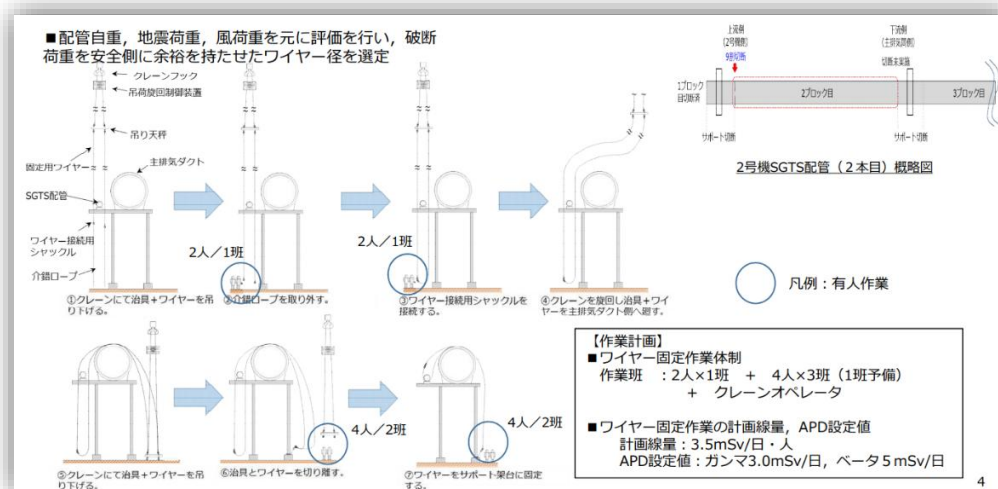 ■配管自重，地震荷重，風荷重を元に評価を行い，破断
荷重を安全側に余裕を持たせたワイヤー径を選定
クレーンフック
吊荷旋回制御装置
吊り天秤
固定用ワイヤー
主排気ダクト
SGTS配管
ワイヤー接続用
シャックル
介錯ロープ
①クレーンにて治具＋ワイヤーを吊
り下げる。
2人／1班
②介錯ロープを取り外す。
2人／1班
③ワイヤー接続用シャックルを
接続する。
④クレーンを旋回し治具＋ワイ
ヤーを主排気ダクト側へ廻す。
上流側
(2号機側)
下流側
(主排気筒側)
切断未実施
1ブロック
目切断済
2ブロック目
3ブロック目
サポート切断
サポート切断
2号機SGTS配管（２本目）概略図
凡例：有人作業
⑤クレーンにて治具＋ワイヤーを吊
り下げる。
4人／2班
⑥治具とワイヤーを切り離す。
4人／2班
⑦ワイヤーをサポート架台に固定
する。
【作業計画】
■ワイヤー固定作業体制
作業班　：2人×1班　＋　4人×3班（1班予備）
＋　クレーンオペレータ
■ワイヤー固定作業の計画線量，APD設定値
計画線量：3.5mSv/日・人
APD設定値：ガンマ3.0mSv/日，ベータ５mSv/日
4